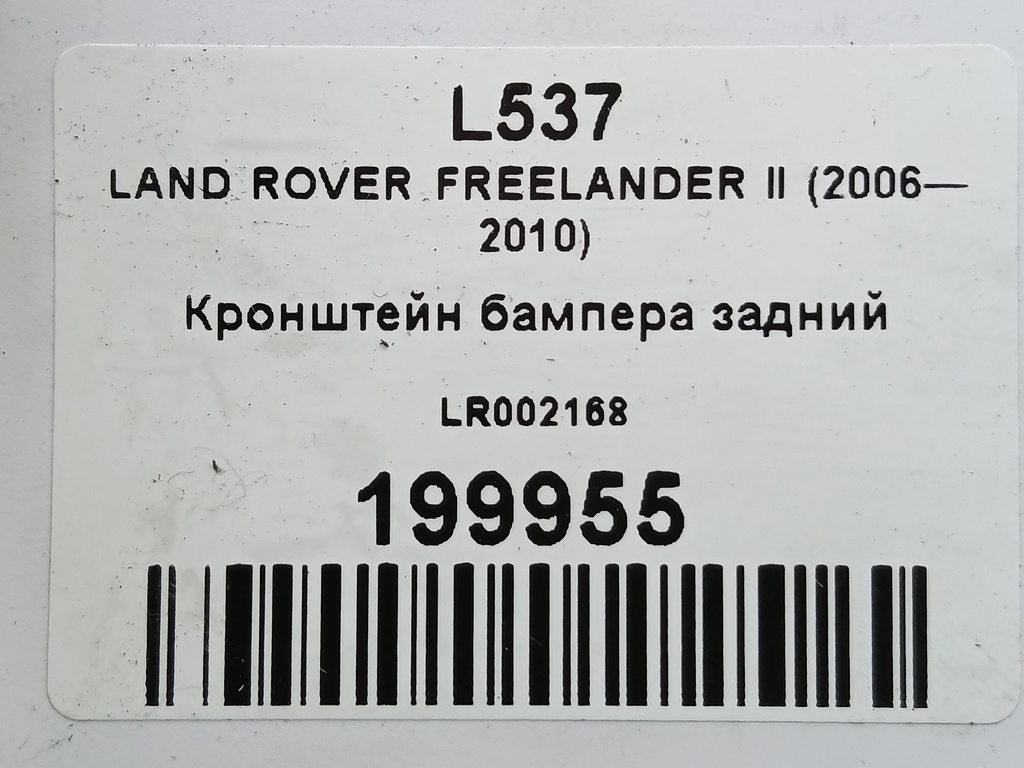 L537
LAND ROVER FREELANDER II (2006—
2010)
Кронштейн бампера задний
LR002168
199955